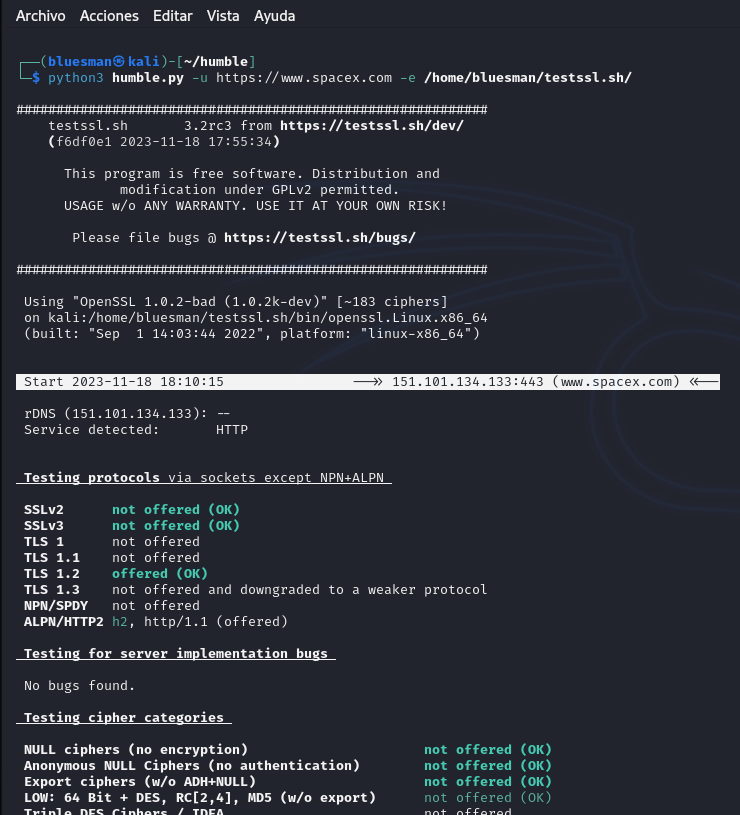 Archivo Acciones Editar Vista Ayuda
┌──(bluesman㉿kali)-[~/humble]
└─$ python3 humble.py -u https://www.spacex.com -e /home/bluesman/testssl.sh/
###########################################################
testssl.sh 3.2rc3 from https://testssl.sh/dev/
(f6df0e1 2023-11-18 17:55:34)
This program is free software. Distribution and
modification under GPLv2 permitted.
USAGE w/o ANY WARRANTY. USE IT AT YOUR OWN RISK!
Please file bugs @ https://testssl.sh/bugs/
###########################################################
Using "OpenSSL 1.0.2-bad (1.0.2k-dev)" [~183 ciphers]
on kali:/home/bluesman/testssl.sh/bin/openssl.Linux.x86_64
(built: "Sep 1 14:03:44 2022", platform: "linux-x86_64")
Start 2023-11-18 18:10:15 -->> 151.101.134.133:443 (www.spacex.com) <<--
rDNS (151.101.134.133): --
Service detected: HTTP
Testing protocols via sockets except NPN+ALPN
SSLv2 not offered (OK)
SSLv3 not offered (OK)
TLS 1 not offered
TLS 1.1 not offered
TLS 1.2 offered (OK)
TLS 1.3 not offered and downgraded to a weaker protocol
NPN/SPDY not offered
ALPN/HTTP2 h2, http/1.1 (offered)
Testing for server implementation bugs
No bugs found.
Testing cipher categories
NULL ciphers (no encryption) not offered (OK)
Anonymous NULL Ciphers (no authentication) not offered (OK)
Export ciphers (w/o ADH+NULL) not offered (OK)
LOW: 64 Bit + DES, RC[2,4], MD5 (w/o export) not offered (OK)
Triple DES Ciphers / IDEA not offered